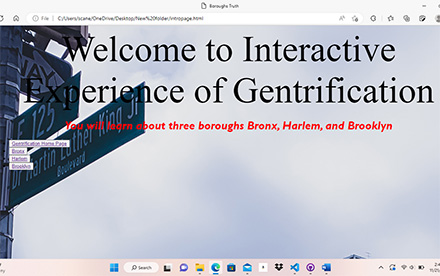 Boroughs Truth
File
C:/Users/scane/OneDrive/Desktop/New%20folder/intropage.html
Welcome to Interactive
Experience of Gentrification
You will learn about three boroughs Bronx, Harlem, and Brooklyn
E 125
Dr Martin Luther King Jr
Boulevard
Gentrification Home Page
Bronx
Harlem
Brooklyn
Search